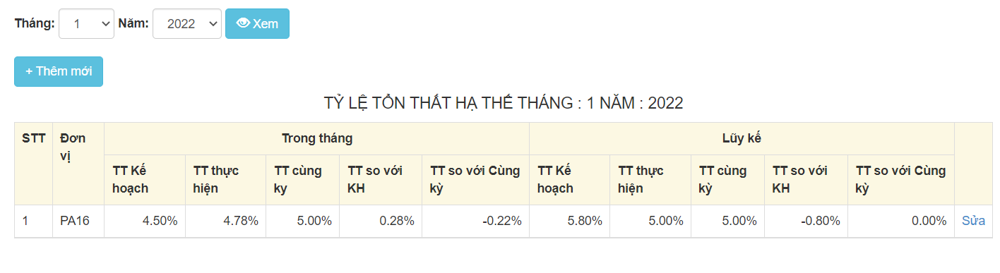 Tháng: 1 Năm: 2022 Xem
+ Thêm mới
TỶ LỆ TỔN THẤT HẠ THẾ THÁNG : 1 NĂM : 2022
STT Đơn vị Trong tháng Lũy kế
TT Kế hoạch TT thực hiện TT cùng ky TT so với KH TT so với Cùng kỳ TT Kế hoạch TT thực hiện TT cùng kỳ TT so với KH TT so với Cùng kỳ
1 PA16 4.50% 4.78% 5.00% 0.28% -0.22% 5.80% 5.00% 5.00% -0.80% 0.00% Sửa